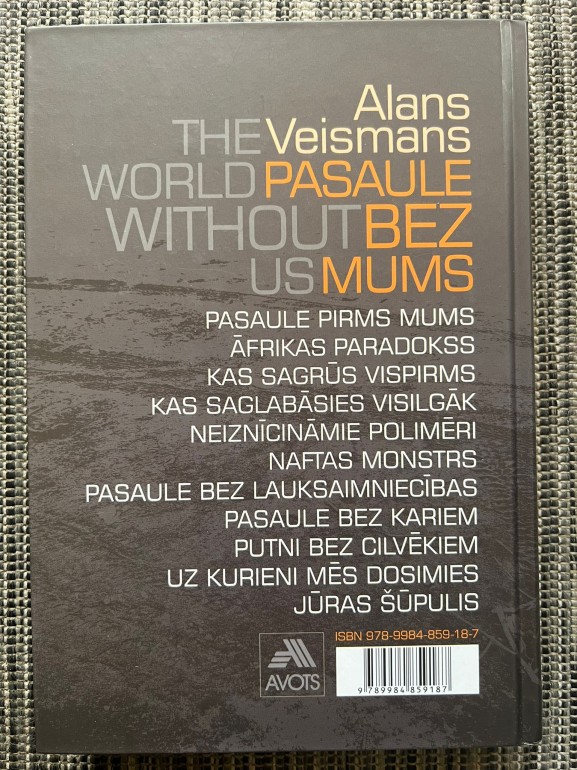 Alans
THE Veismans
WORLD PASAULE
WITHOUT BEZ
US MUMS
PASAULE PIRMS MUMS
ĀFRIKAS PARADOKSS
KAS SAGRŪS VISPIRMS
KAS SAGLABĀSIES VISILGĀK
NEIZNĪCINĀMIE POLIMĒRI
NAFTAS MONSTRS
PASAULE BEZ LAUKSAIMNIECĪBAS
PASAULE BEZ KARIEM
PUTNI BEZ CILVĒKIEM
UZ KURIENI MĒS DOSIMIES
JŪRAS ŠŪPULIS
ISBN 978-9984-859-18-7
AVOTS
9 789984 859187